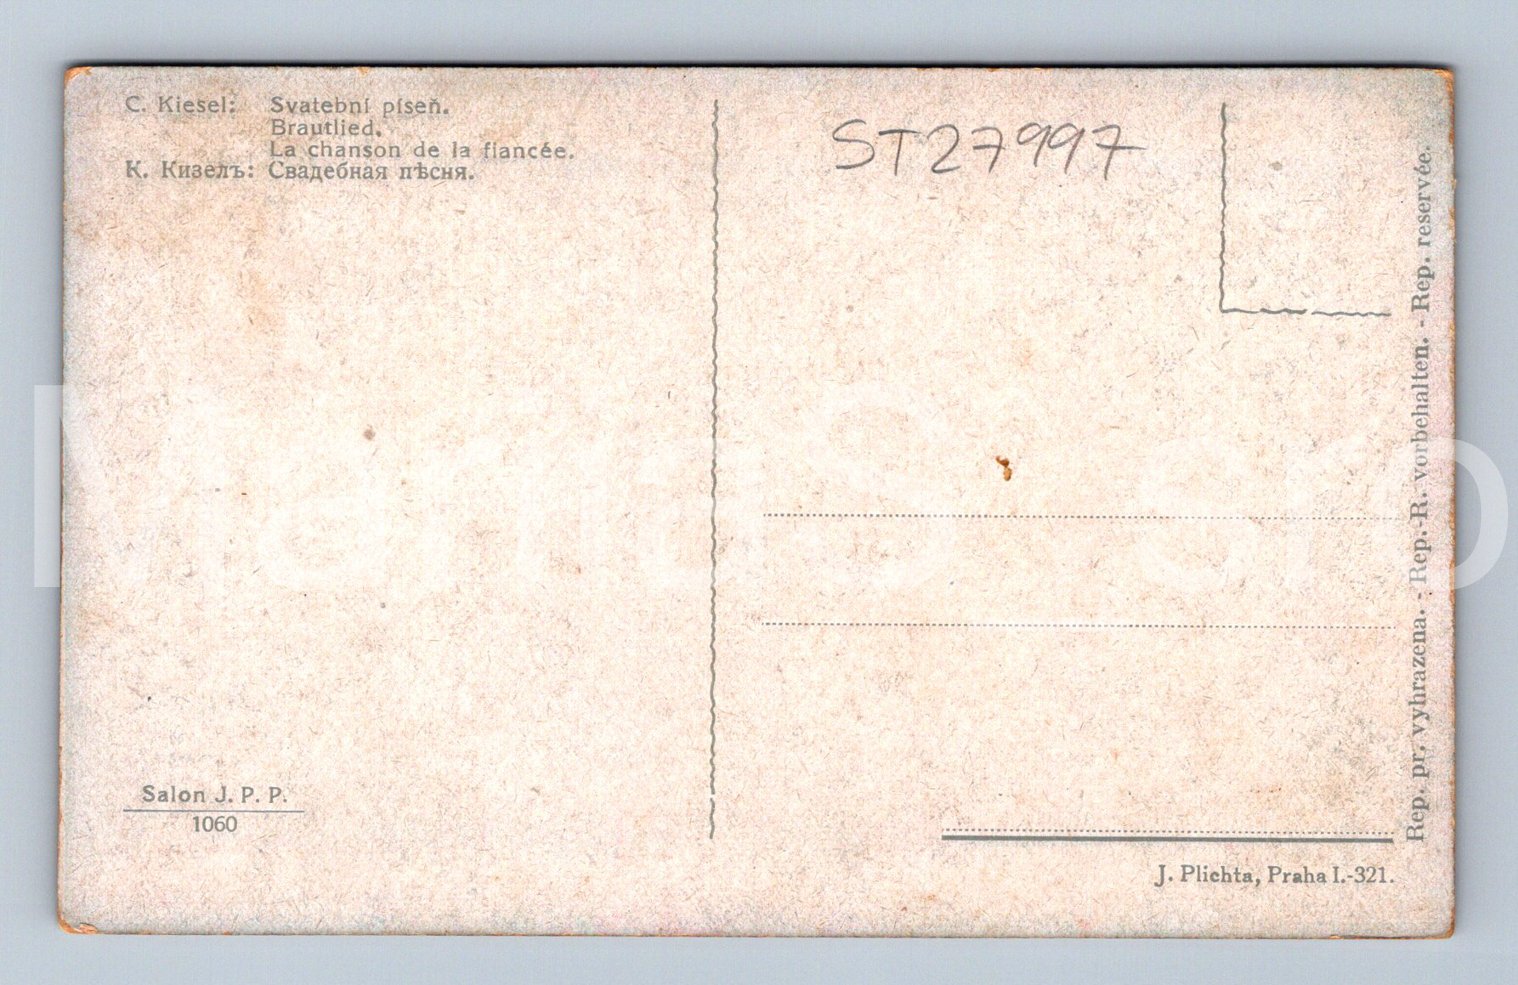 C. Kiesel: Svatební píseň.
Brautlied.
La chanson de la fiancée.
К. Кизелъ: Свадебная пѣсня.
ST27997
Rep. pr. vyhrazena. - Rep.-R. vorbehalten. - Rep. reservée.
Salon J. P. P.
1060
J. Plichta, Praha I.-321.